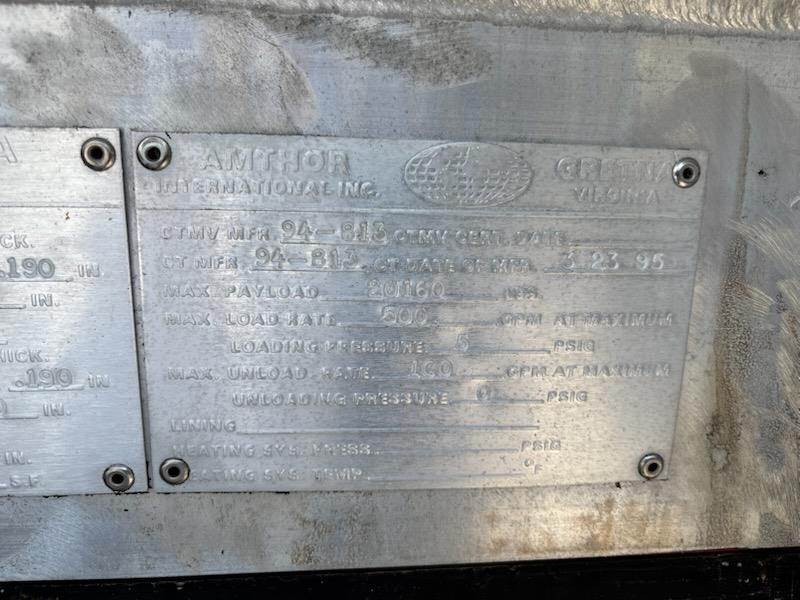 A
CK.
.190 IN
IN.
HICK.
.190 IN
IN.
IN.
S.F
AMTHOR GRETNA
INTERNATIONAL INC. VIRGINIA
CTMV MFR. 94-813 CTMV CERT. DATE
CT MFR. 94-813 CT DATE OF MFR. 3 23 95
MAX. PAYLOAD 20160 LBS.
MAX. LOAD RATE 500 GPM AT MAXIMUM
LOADING PRESSURE 5 PSIG
MAX. UNLOAD. RATE. 100 GPM AT MAXIMUM
UNLOADING PRESSURE 0 PSIG
LINING
HEATING SYS. PRESS. PSIG
HEATING SYS. TEMP. °F